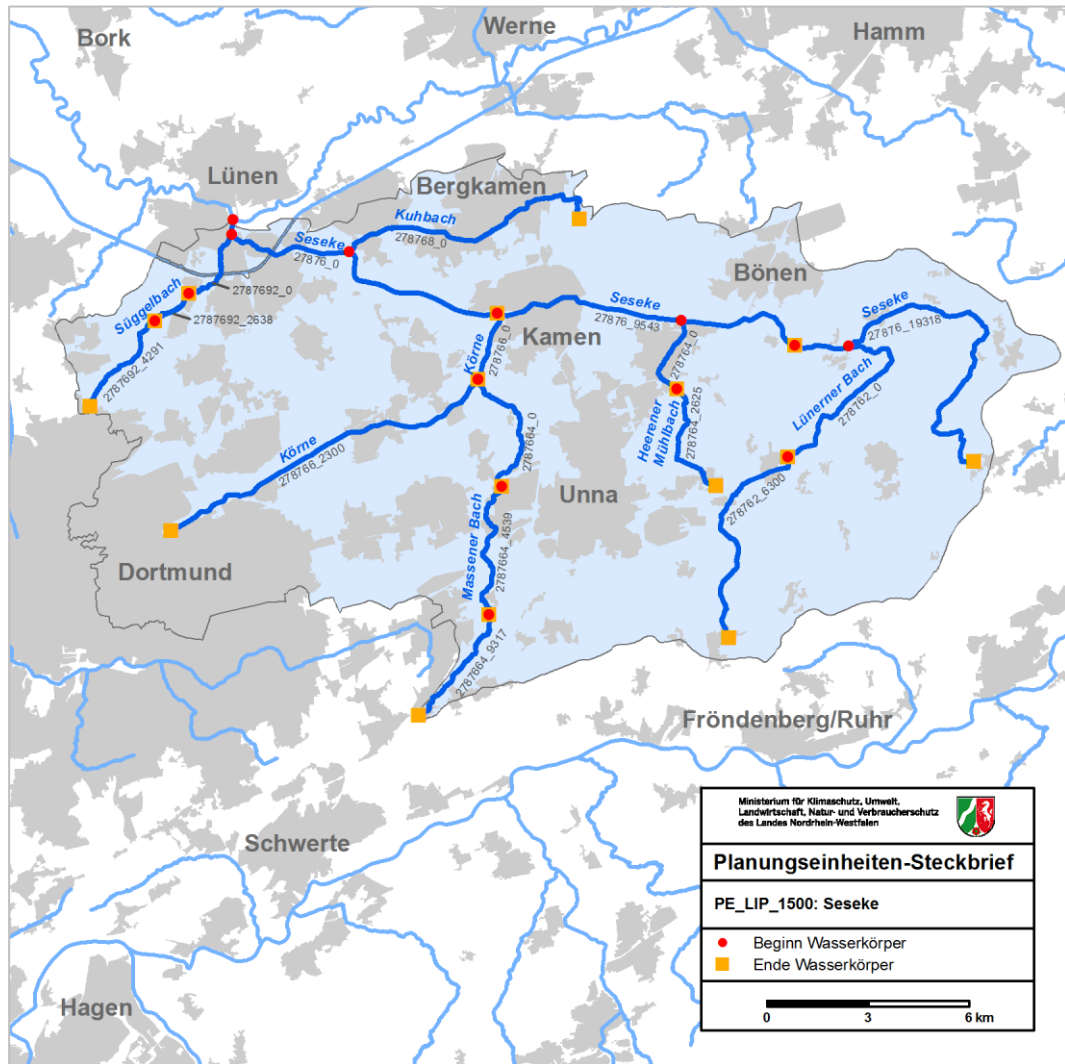 Bork
Werne
Hamm
Lünen
Bergkamen
Kuhbach
278768_0
Seseke
27876_0
Bönen
Süggelbach
2787692_0
2787692_2638
2787692_4291
Seseke
27876_9543
Seseke
27876_19318
Kamen
Körne
278766_0
278764_0
Lünerner Bach
278762_0
Heerener
Mühlbach
278764_2625
Körne
278766_2300
2787664_0
278762_6300
Unna
Massener Bach
2787664_4539
Dortmund
2787664_9317
Fröndenberg/Ruhr
Schwerte
Hagen
Ministerium für Klimaschutz, Umwelt,
Landwirtschaft, Natur- und Verbraucherschutz
des Landes Nordrhein-Westfalen
Planungseinheiten-Steckbrief
PE_LIP_1500: Seseke
Beginn Wasserkörper
Ende Wasserkörper
0 3 6 km